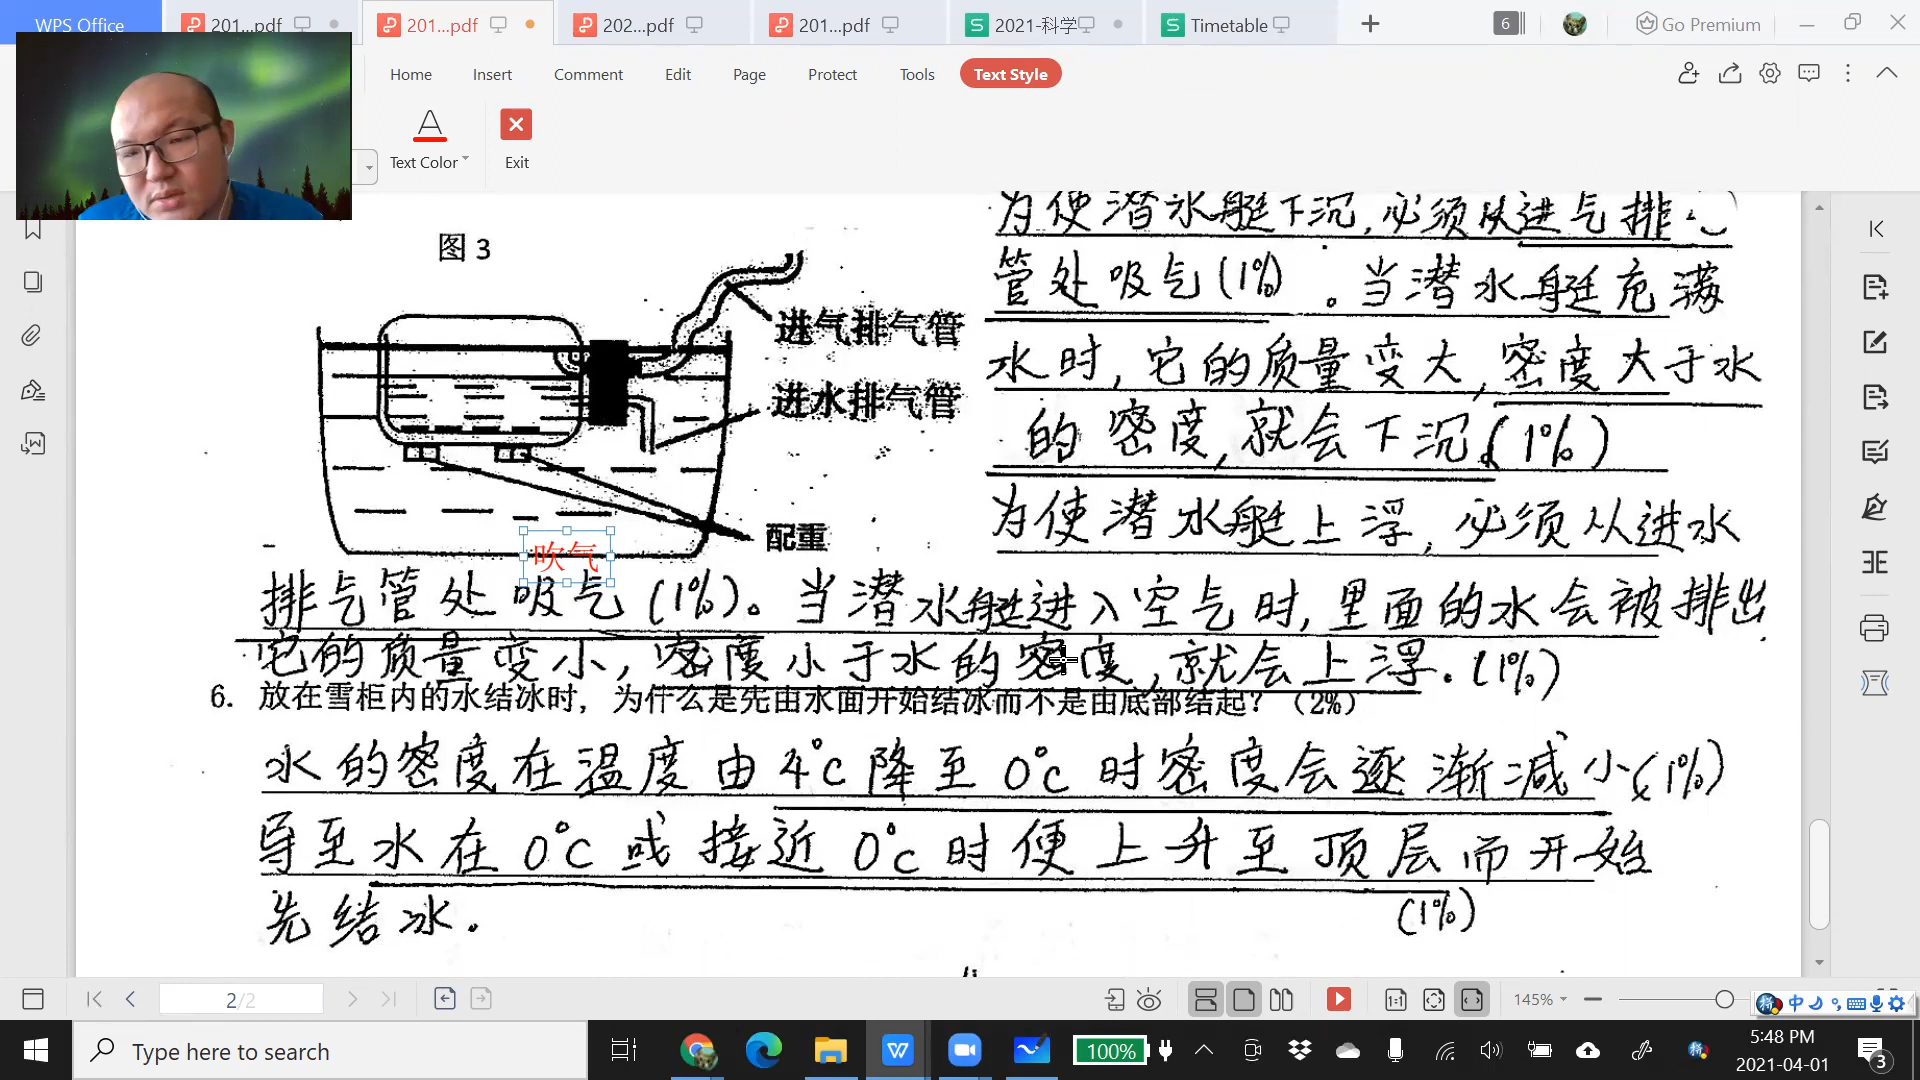 WPS Office
201...pdf
201...pdf
202...pdf
201...pdf
2021-科学
Timetable
6
Go Premium
Home Insert Comment Edit Page Protect Tools Text Style
Text Color
Exit
图 3
进气排气管
进水排气管
配重
吹气
为使潜水艇下沉,必须从进气排
管处吸气(1%)。当潜水艇充满
水时,它的质量变大,密度大于水
的密度,就会下沉。(1%)
为使潜水艇上浮,必须从进水
排气管处吸气(1%)。当潜水艇进入空气时,里面的水会被排出
它的质量变小,密度小于水的密度,就会上浮.(1%)
6. 放在雪柜内的水结冰时,为什么是先由水面开始结冰而不是由底部结起?(2%)
水的密度在温度由4°C降至0°C时密度会逐渐减小(1%)
导至水在0°C或接近0°C时便上升至顶层而开始
先结冰.
(1%)
2/2
145%
中
Type here to search
100%
5:48 PM
2021-04-01
3